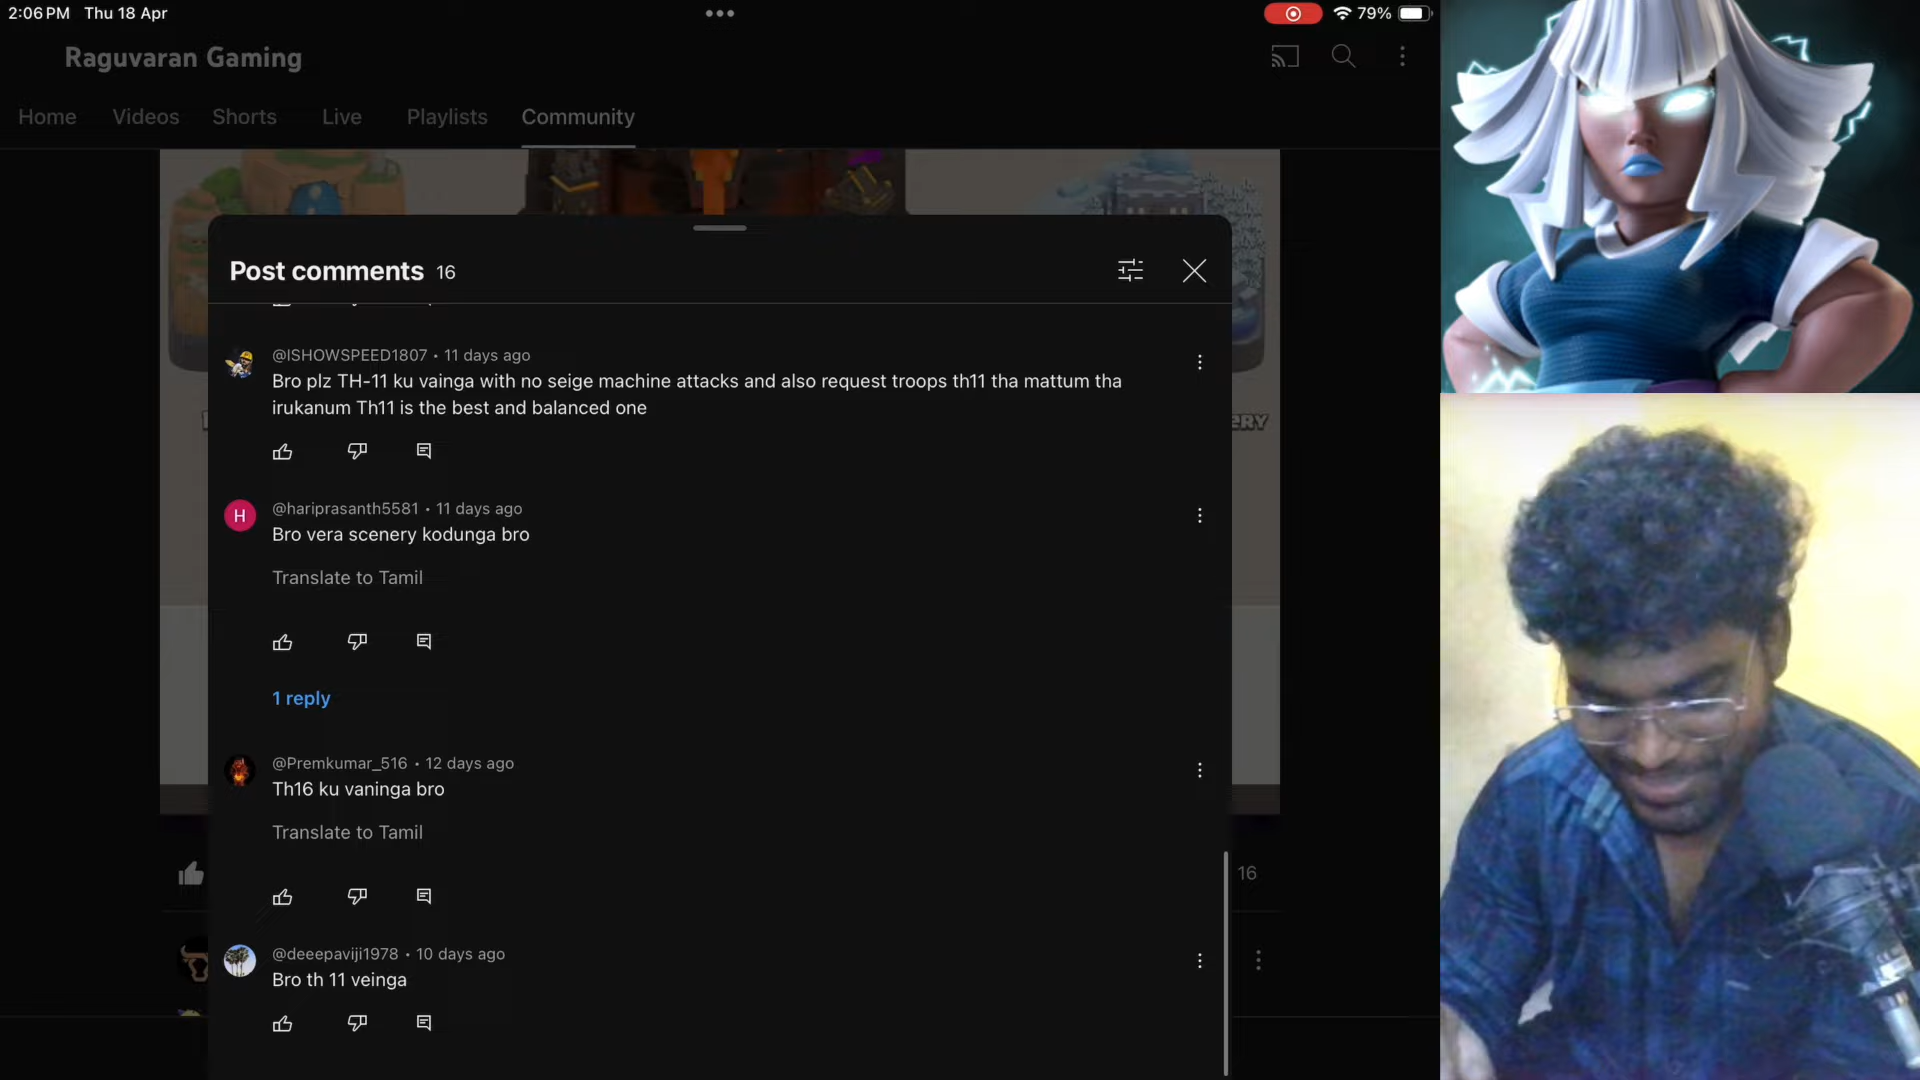 2:06 PM Thu 18 Apr
79%
Raguvaran Gaming
Home Videos Shorts Live Playlists Community
Post comments 16
@ISHOWSPEED1807 • 11 days ago
Bro plz TH-11 ku vainga with no seige machine attacks and also request troops th11 tha mattum tha
irukanum Th11 is the best and balanced one
H
@hariprasanth5581 • 11 days ago
Bro vera scenery kodunga bro
Translate to Tamil
1 reply
@Premkumar_516 • 12 days ago
Th16 ku vaninga bro
Translate to Tamil
16
@deeepaviji1978 • 10 days ago
Bro th 11 veinga